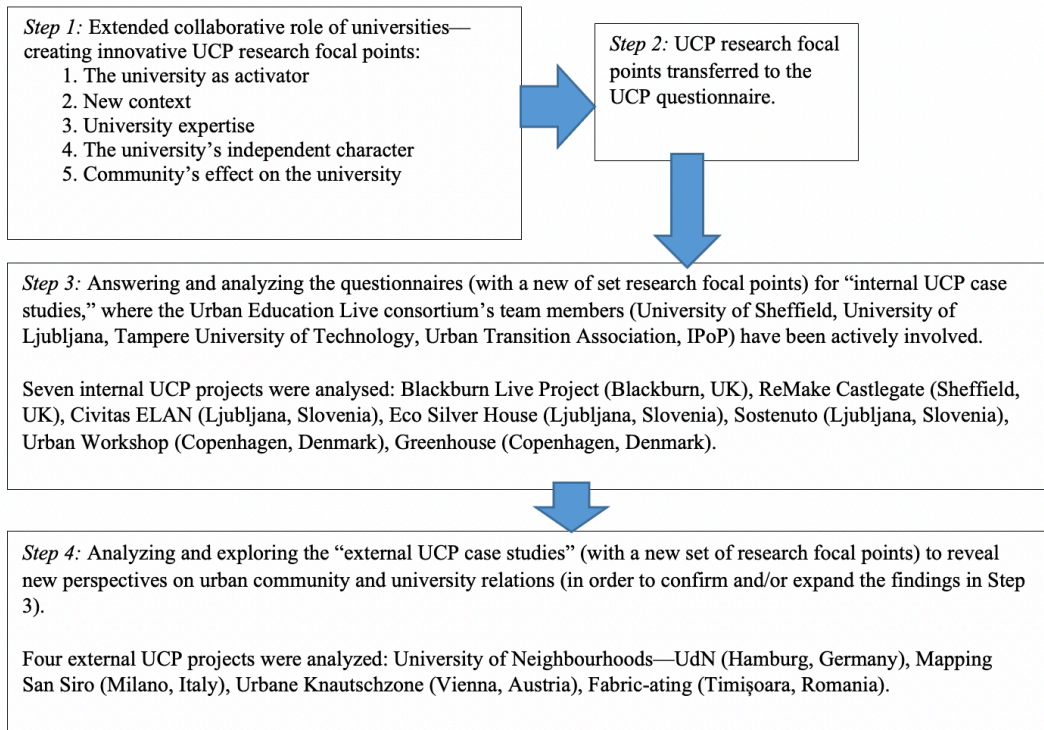 Step 1: Extended collaborative role of universities—
creating innovative UCP research focal points:
1. The university as activator
2. New context
3. University expertise
4. The university’s independent character
5. Community’s effect on the university
Step 2: UCP research focal
points transferred to the
UCP questionnaire.
Step 3: Answering and analyzing the questionnaires (with a new of set research focal points) for “internal UCP case
studies,” where the Urban Education Live consortium’s team members (University of Sheffield, University of
Ljubljana, Tampere University of Technology, Urban Transition Association, IPoP) have been actively involved.
Seven internal UCP projects were analysed: Blackburn Live Project (Blackburn, UK), ReMake Castlegate (Sheffield,
UK), Civitas ELAN (Ljubljana, Slovenia), Eco Silver House (Ljubljana, Slovenia), Sostenuto (Ljubljana, Slovenia),
Urban Workshop (Copenhagen, Denmark), Greenhouse (Copenhagen, Denmark).
Step 4: Analyzing and exploring the “external UCP case studies” (with a new set of research focal points) to reveal
new perspectives on urban community and university relations (in order to confirm and/or expand the findings in Step
3).
Four external UCP projects were analyzed: University of Neighbourhoods—UdN (Hamburg, Germany), Mapping
San Siro (Milano, Italy), Urbane Knautschzone (Vienna, Austria), Fabric-ating (Timișoara, Romania).